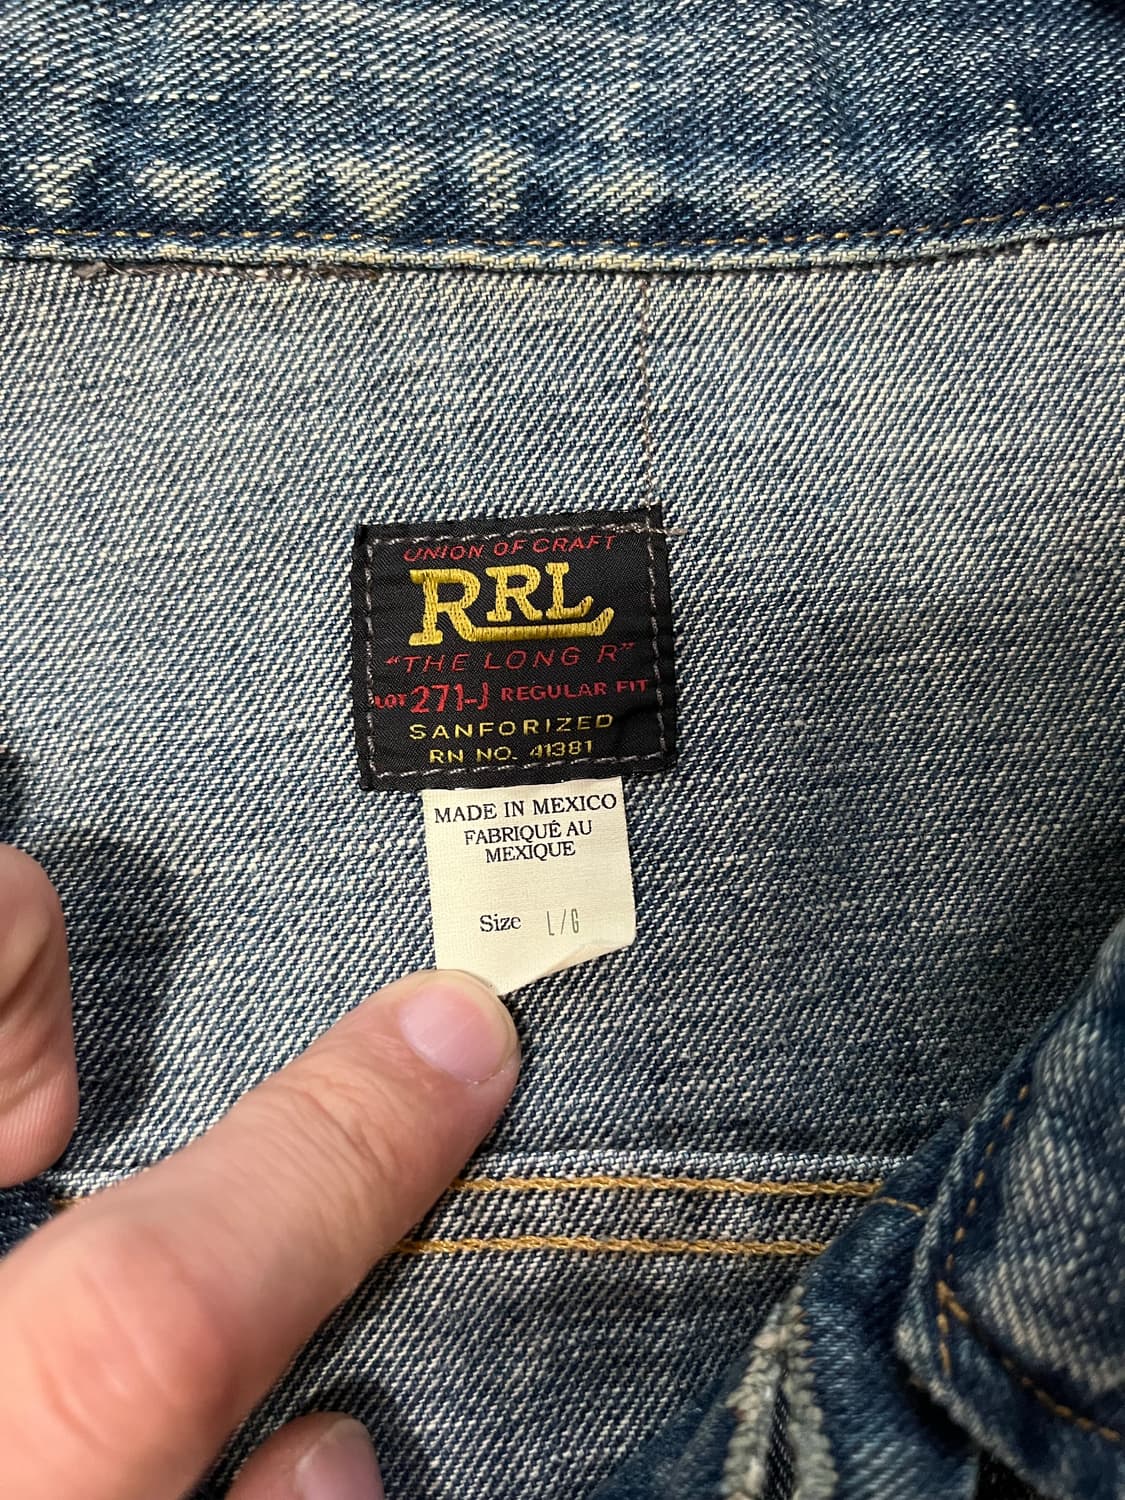 UNION OF CRAFT
RRL
"THE LONG R"
LOT 271-J REGULAR FIT
SANFORIZED
RN NO. 41381
MADE IN MEXICO
FABRIQUÉ AU
MEXIQUE
Size L/G